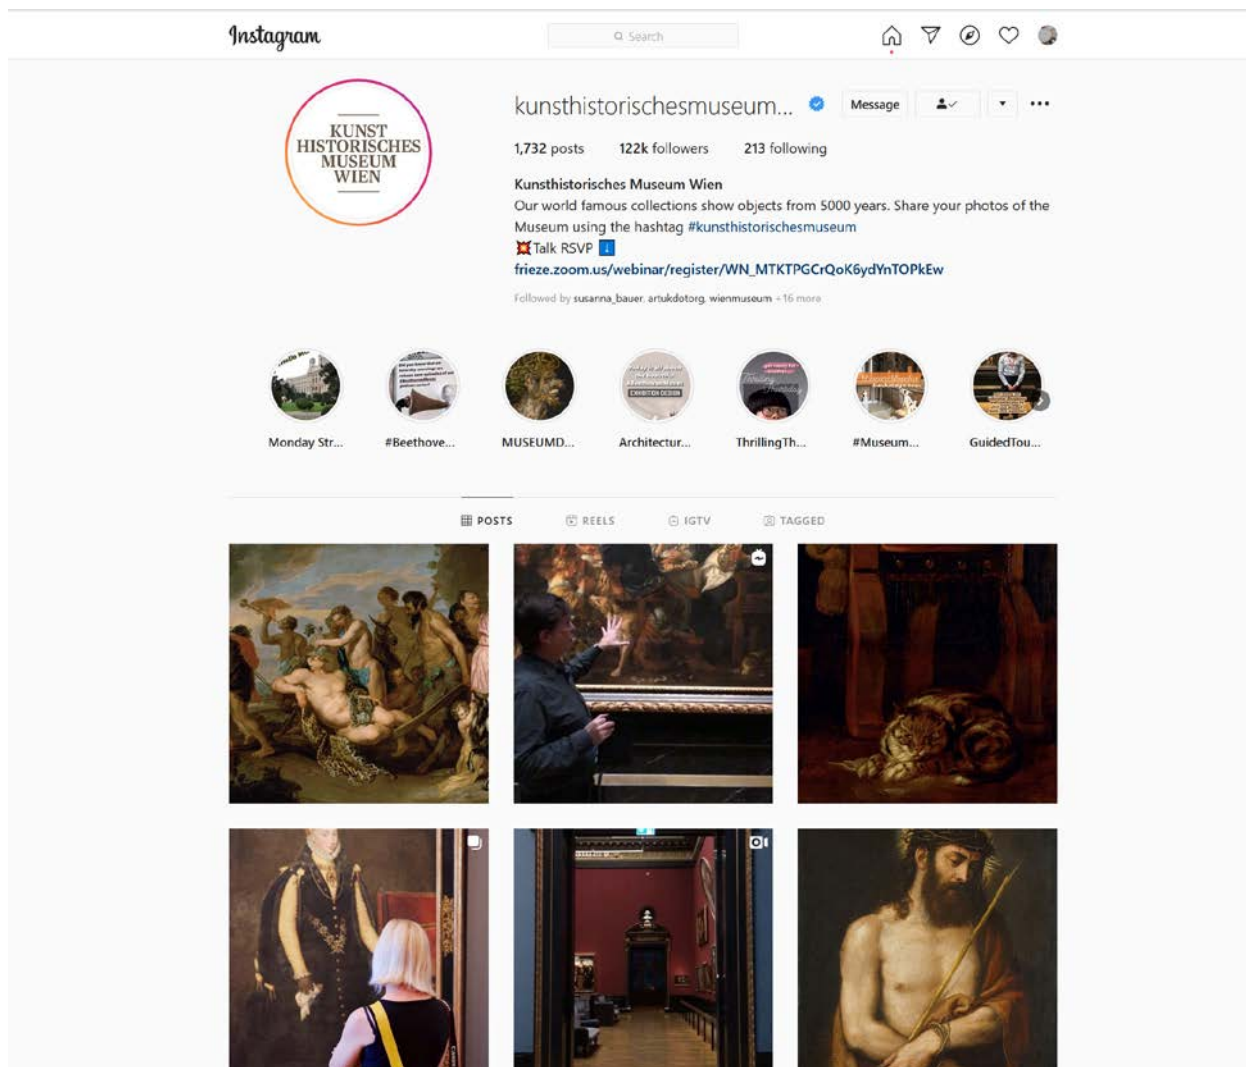 Instagram
Search
KUNST
HISTORISCHES
MUSEUM
WIEN
kunsthistorischesmuseum...
Message
1,732 posts 122k followers 213 following
Kunsthistorisches Museum Wien
Our world famous collections show objects from 5000 years. Share your photos of the
Museum using the hashtag #kunsthistorischesmuseum
💥Talk RSVP ⬇️
frieze.zoom.us/webinar/register/WN_MTKTPGCrQoK6ydYnTOPkEw
Followed by susanna_bauer, artukdotorg, wienmuseum +16 more
EXHIBITION DESIGN
Monday Str... #Beethove... MUSEUMD... Architectur... ThrillingTh... #Museum... GuidedTou...
POSTS REELS IGTV TAGGED